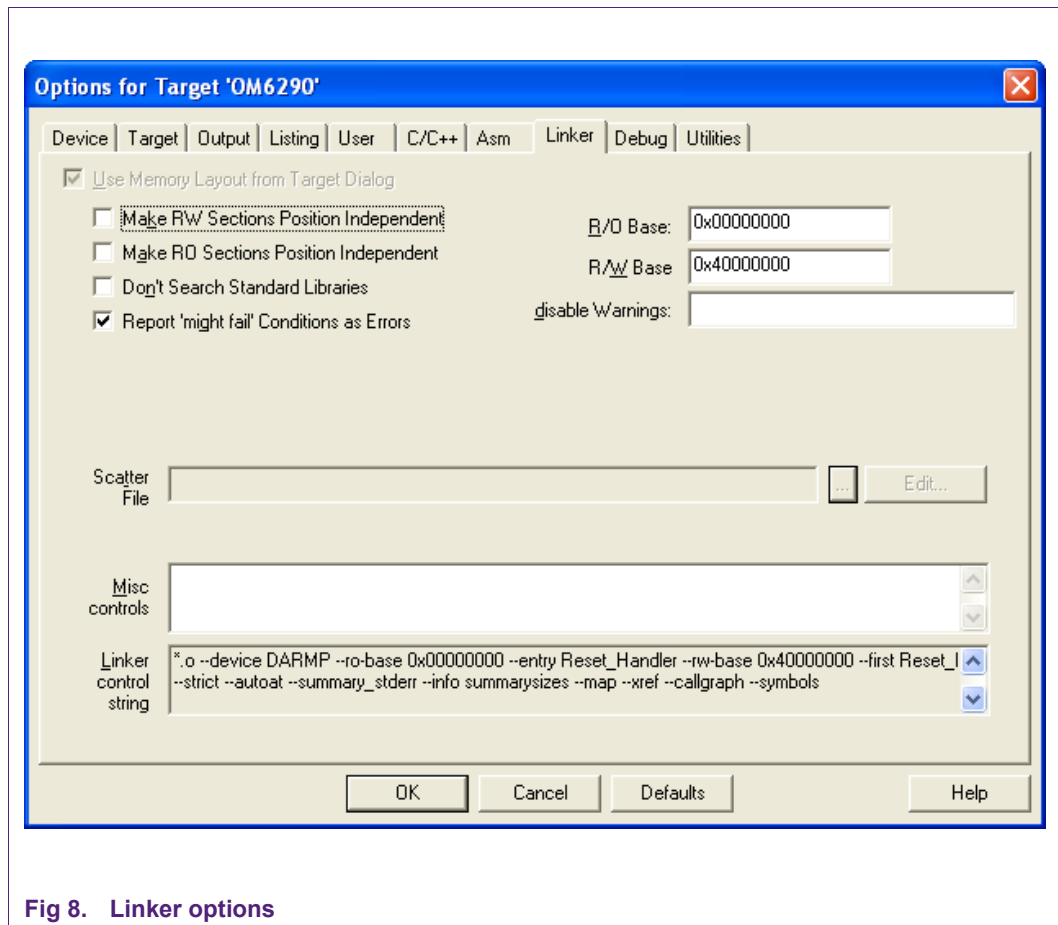 Options for Target 'OM6290'
Device Target Output Listing User C/C++ Asm Linker Debug Utilities
Use Memory Layout from Target Dialog
Make RW Sections Position Independent
Make RO Sections Position Independent
Don't Search Standard Libraries
Report 'might fail' Conditions as Errors
R/O Base: 0x00000000
R/W Base 0x40000000
disable Warnings:
Scatter
File
... Edit...
Misc
controls
Linker
control
string
*.o --device DARMP --ro-base 0x00000000 --entry Reset_Handler --rw-base 0x40000000 --first Reset_
--strict --autoat --summary_stderr --info summarysizes --map --xref --callgraph --symbols
OK Cancel Defaults Help
Fig 8. Linker options